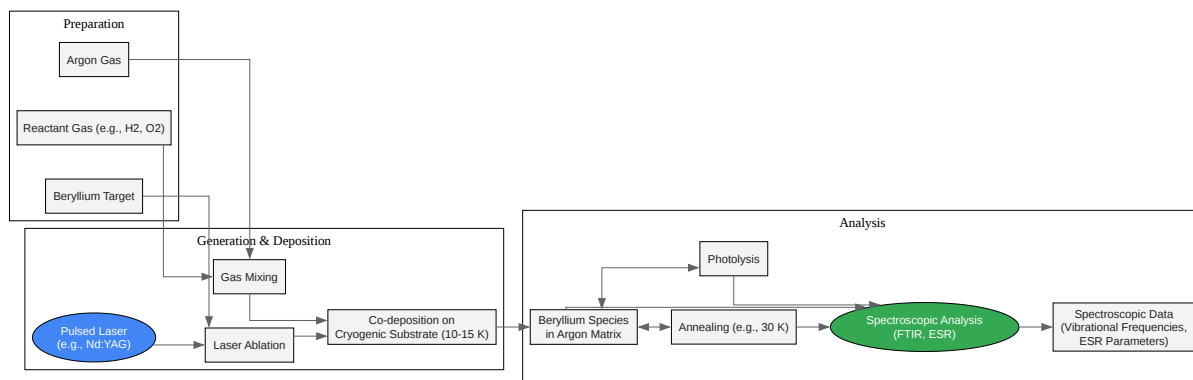 Preparation
Argon Gas
Reactant Gas (e.g., H2, O2)
Beryllium Target
Generation & Deposition
Gas Mixing
Pulsed Laser
(e.g., Nd:YAG)
Laser Ablation
Co-deposition on
Cryogenic Substrate (10-15 K)
Analysis
Photolysis
Beryllium Species
in Argon Matrix
Annealing (e.g., 30 K)
Spectroscopic Analysis
(FTIR, ESR)
Spectroscopic Data
(Vibrational Frequencies,
ESR Parameters)